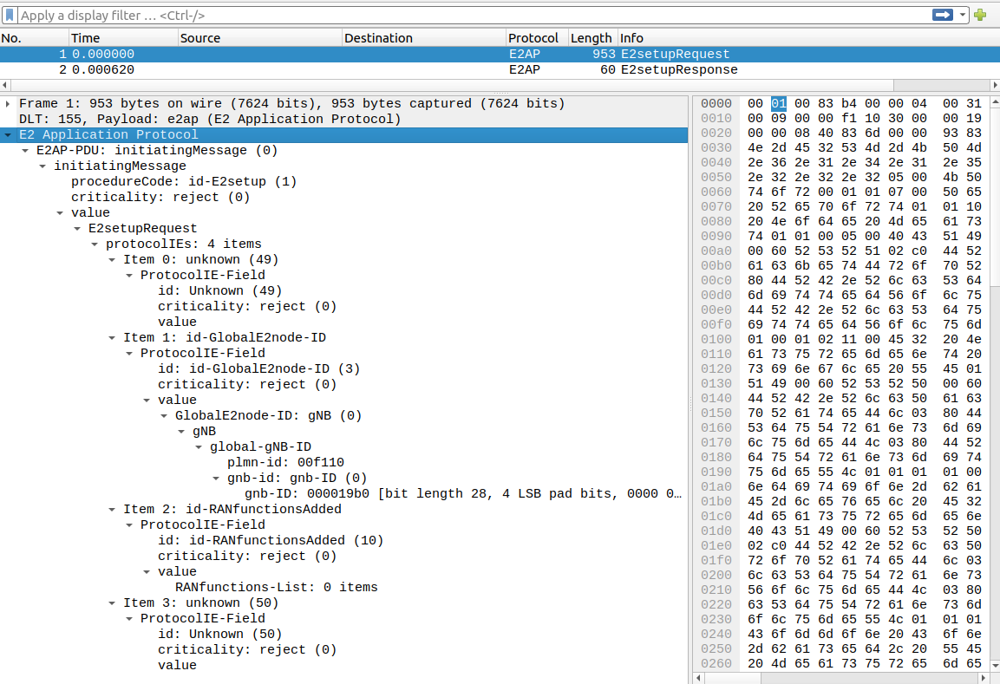 Apply a display filter … <Ctrl-/>
No. Time Source Destination Protocol Length Info
1 0.000000 E2AP 953 E2setupRequest
2 0.000620 E2AP 60 E2setupResponse
Frame 1: 953 bytes on wire (7624 bits), 953 bytes captured (7624 bits)
DLT: 155, Payload: e2ap (E2 Application Protocol)
E2 Application Protocol
E2AP-PDU: initiatingMessage (0)
initiatingMessage
procedureCode: id-E2setup (1)
criticality: reject (0)
value
E2setupRequest
protocolIEs: 4 items
Item 0: unknown (49)
ProtocolIE-Field
id: Unknown (49)
criticality: reject (0)
value
Item 1: id-GlobalE2node-ID
ProtocolIE-Field
id: id-GlobalE2node-ID (3)
criticality: reject (0)
value
GlobalE2node-ID: gNB (0)
gNB
global-gNB-ID
plmn-id: 00f110
gnb-id: gnb-ID (0)
gnb-ID: 000019b0 [bit length 28, 4 LSB pad bits, 0000 0…
Item 2: id-RANfunctionsAdded
ProtocolIE-Field
id: id-RANfunctionsAdded (10)
criticality: reject (0)
value
RANfunctions-List: 0 items
Item 3: unknown (50)
ProtocolIE-Field
id: Unknown (50)
criticality: reject (0)
value
0000 00 01 00 83 b4 00 00 04 00 31
0010 00 09 00 00 f1 10 30 00 00 19
0020 00 00 08 40 83 6d 00 00 93 83
0030 4e 2d 45 32 53 4d 2d 4b 50 4d
0040 2e 36 2e 31 2e 34 2e 31 2e 35
0050 2e 32 2e 32 2e 32 05 00 4b 50
0060 74 6f 72 00 01 01 07 00 50 65
0070 20 52 65 70 6f 72 74 01 01 10
0080 20 4e 6f 64 65 20 4d 65 61 73
0090 74 01 01 00 05 00 40 43 51 49
00a0 00 60 52 53 52 51 02 c0 44 52
00b0 61 63 6b 65 74 44 72 6f 70 52
00c0 80 44 52 42 2e 52 6c 63 53 64
00d0 6d 69 74 74 65 64 56 6f 6c 75
00e0 44 52 42 2e 52 6c 63 53 64 75
00f0 69 74 74 65 64 56 6f 6c 75 6d
0100 01 00 01 02 11 00 45 32 20 4e
0110 61 73 75 72 65 6d 65 6e 74 20
0120 73 69 6e 67 6c 65 20 55 45 01
0130 51 49 00 60 52 53 52 50 00 60
0140 44 52 42 2e 52 6c 63 50 61 63
0150 70 52 61 74 65 44 6c 03 80 44
0160 53 64 75 54 72 61 6e 73 6d 69
0170 6c 75 6d 65 44 4c 03 80 44 52
0180 64 75 54 72 61 6e 73 6d 69 74
0190 75 6d 65 55 4c 01 01 01 01 00
01a0 6e 64 69 74 69 6f 6e 2d 62 61
01b0 45 2d 6c 65 76 65 6c 20 45 32
01c0 4d 65 61 73 75 72 65 6d 65 6e
01d0 40 43 51 49 00 60 52 53 52 50
01e0 02 c0 44 52 42 2e 52 6c 63 50
01f0 72 6f 70 52 61 74 65 44 6c 03
0200 6c 63 53 64 75 54 72 61 6e 73
0210 56 6f 6c 75 6d 65 44 4c 03 80
0220 63 53 64 75 54 72 61 6e 73 6d
0230 6f 6c 75 6d 65 55 4c 01 01 01
0240 43 6f 6d 6d 6f 6e 20 43 6f 6e
0250 2d 62 61 73 65 64 2c 20 55 45
0260 20 4d 65 61 73 75 72 65 6d 65